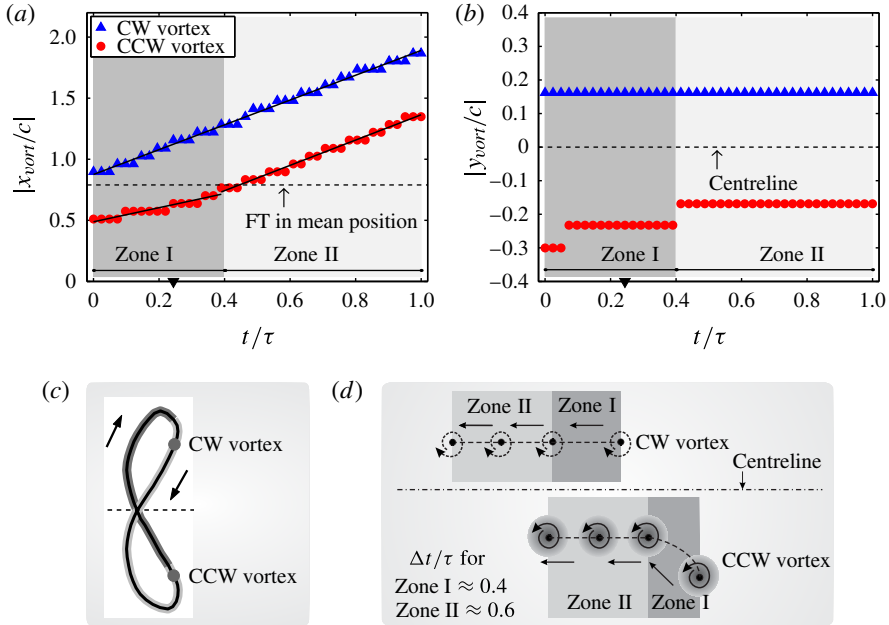 (a)
CW vortex
CCW vortex
|x_vort/c|
2.0
1.5
1.0
0.5
0
FT in mean position
Zone I
Zone II
0
0.2
0.4
0.6
0.8
1.0
t/τ
(b)
|y_vort/c|
0.4
0.3
0.2
0.1
0
−0.1
−0.2
−0.3
−0.4
Centreline
Zone I
Zone II
0
0.2
0.4
0.6
0.8
1.0
t/τ
(c)
CW vortex
CCW vortex
(d)
Zone II
Zone I
CW vortex
Centreline
CCW vortex
Δt/τ for
Zone I ≈ 0.4
Zone II ≈ 0.6
Zone II
Zone I